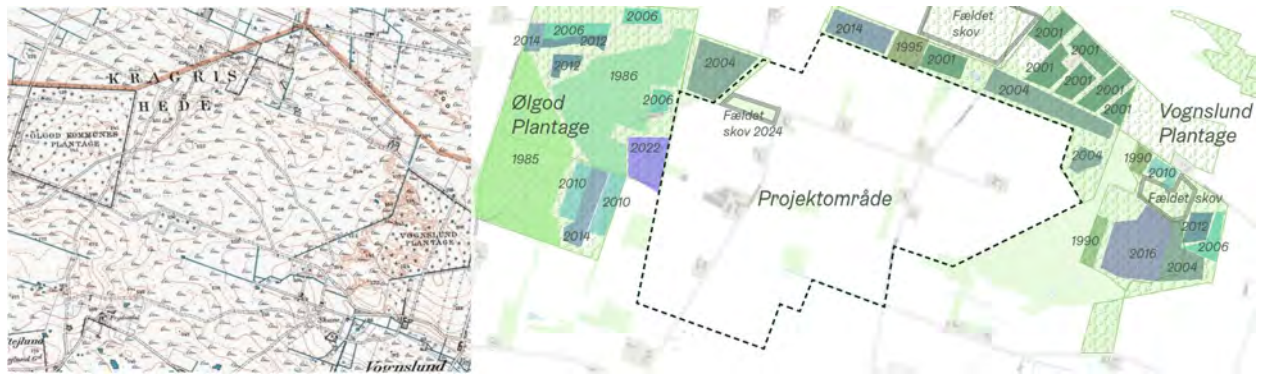 KRAGRIS
HEDE
ØLGOD KOMMUNES
PLANTAGE
VOGNSLUND
PLANTAGE
Vognslund
2006
2006
2014
2012
2012
1986
2006
Ølgod
Plantage
1985
2022
2010
2010
2014
2004
Fældet
skov 2024
Projektområde
2014
1995
2001
Fældet
skov
2001
2001
2001
2001
2001
2004
Vognslund
Plantage
2004
1990
2010
Fældet skov
1990
2012
2006
2016
2004